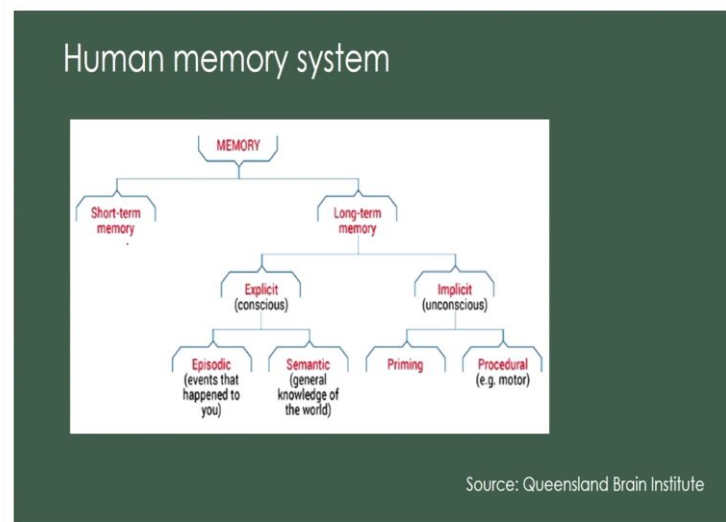 Human memory system
MEMORY
Short-term
memory
Long-term
memory
Explicit
(conscious)
Implicit
(unconscious)
Episodic
(events that
happened to
you)
Semantic
(general
knowledge of
the world)
Priming
Procedural
(e.g. motor)
Source: Queensland Brain Institute